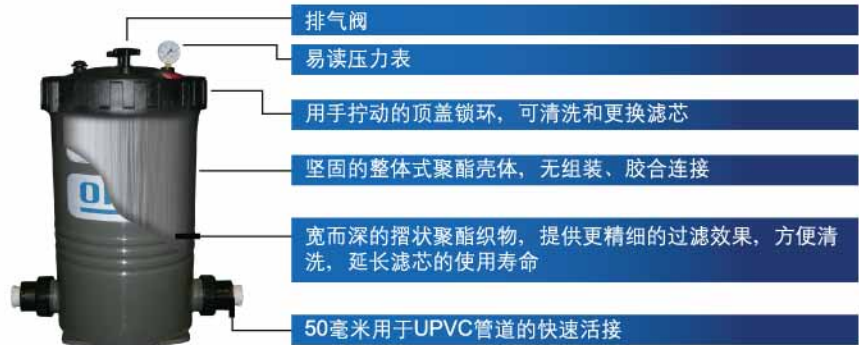 排气阀
易读压力表
用手拧动的顶盖锁环，可清洗和更换滤芯
坚固的整体式聚酯壳体，无组装、胶合连接
宽而深的摺状聚酯织物，提供更精细的过滤效果，方便清
洗，延长滤芯的使用寿命
50毫米用于UPVC管道的快速活接